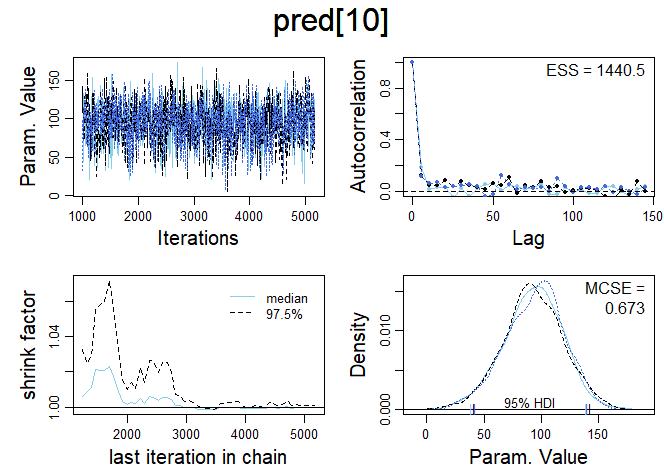 pred[10]
Param. Value
0 50 100 150
1000 2000 3000 4000 5000
Iterations
Autocorrelation
0.0 0.4 0.8
ESS = 1440.5
0 50 100 150
Lag
shrink factor
1.00 1.04
median
97.5%
2000 3000 4000 5000
last iteration in chain
Density
0.000 0.010
MCSE =
0.673
95% HDI
0 50 100 150
Param. Value